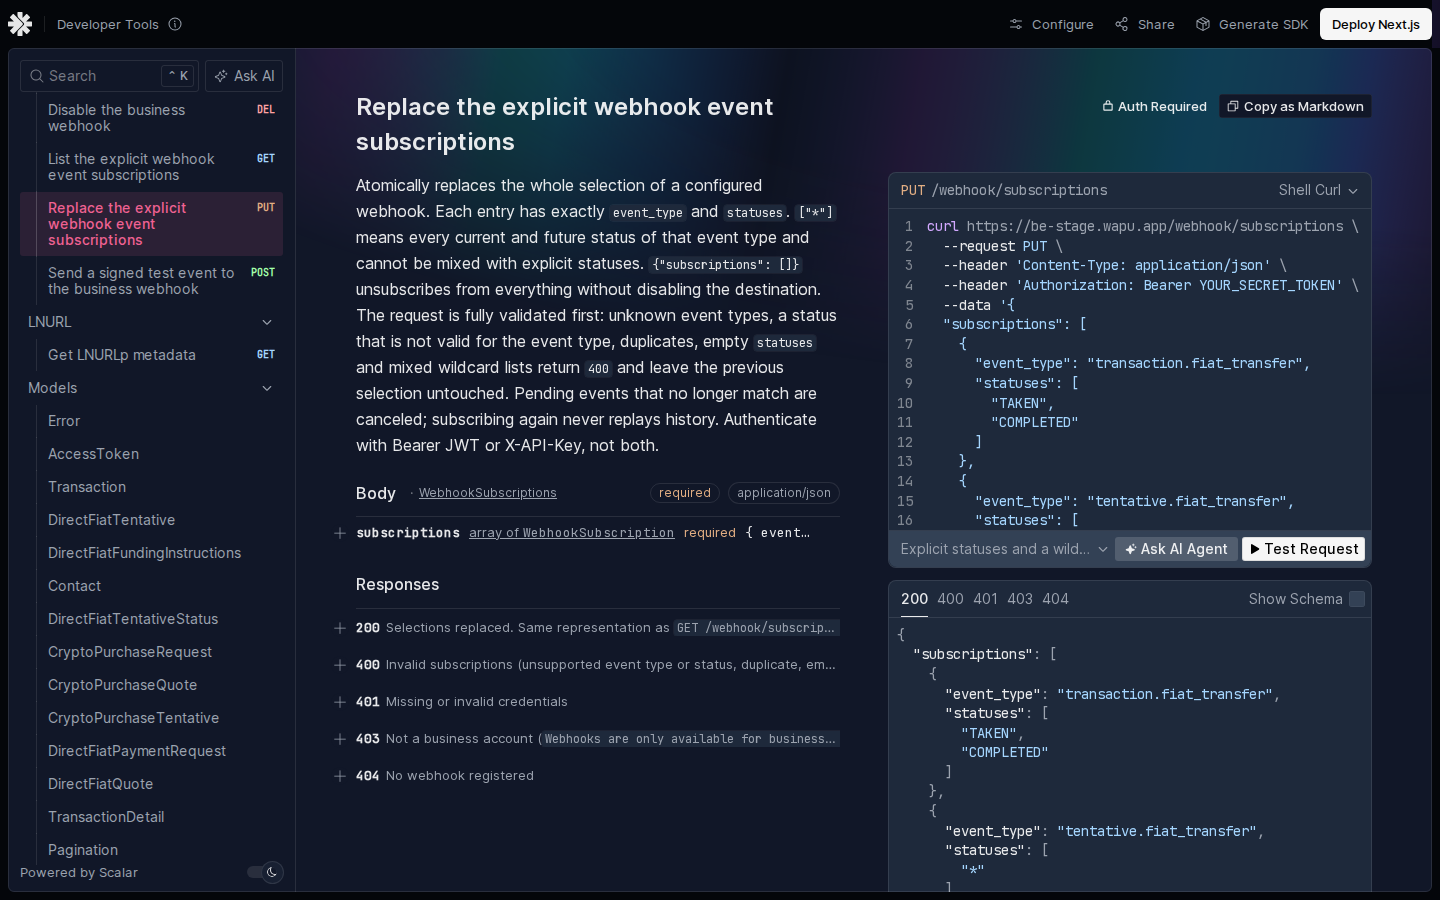 Developer Tools
Configure
Share
Generate SDK
Deploy Next.js
Search
⌃ K
Ask AI
Disable the business
webhook
DEL
List the explicit webhook
event subscriptions
GET
Replace the explicit
webhook event
subscriptions
PUT
Send a signed test event to
the business webhook
POST
LNURL
Get LNURLp metadata
GET
Models
Error
AccessToken
Transaction
DirectFiatTentative
DirectFiatFundingInstructions
Contact
DirectFiatTentativeStatus
CryptoPurchaseRequest
CryptoPurchaseQuote
CryptoPurchaseTentative
DirectFiatPaymentRequest
DirectFiatQuote
TransactionDetail
Pagination
Powered by Scalar
Replace the explicit webhook event
subscriptions
Auth Required
Copy as Markdown
Atomically replaces the whole selection of a configured
webhook. Each entry has exactly event_type and statuses. ["*"]
means every current and future status of that event type and
cannot be mixed with explicit statuses. {"subscriptions": []}
unsubscribes from everything without disabling the destination.
The request is fully validated first: unknown event types, a status
that is not valid for the event type, duplicates, empty statuses
and mixed wildcard lists return 400 and leave the previous
selection untouched. Pending events that no longer match are
canceled; subscribing again never replays history. Authenticate
with Bearer JWT or X-API-Key, not both.
Body · WebhookSubscriptions required application/json
subscriptions array of WebhookSubscription required { event…
Responses
200 Selections replaced. Same representation as GET /webhook/subscrip…
400 Invalid subscriptions (unsupported event type or status, duplicate, em…
401 Missing or invalid credentials
403 Not a business account (Webhooks are only available for business…
404 No webhook registered
PUT /webhook/subscriptions
Shell Curl
1 curl https://be-stage.wapu.app/webhook/subscriptions \
2 --request PUT \
3 --header 'Content-Type: application/json' \
4 --header 'Authorization: Bearer YOUR_SECRET_TOKEN' \
5 --data '{
6 "subscriptions": [
7 {
8 "event_type": "transaction.fiat_transfer",
9 "statuses": [
10 "TAKEN",
11 "COMPLETED"
12 ]
13 },
14 {
15 "event_type": "tentative.fiat_transfer",
16 "statuses": [
Explicit statuses and a wild…
Ask AI Agent
Test Request
200 400 401 403 404
Show Schema
{
"subscriptions": [
{
"event_type": "transaction.fiat_transfer",
"statuses": [
"TAKEN",
"COMPLETED"
]
},
{
"event_type": "tentative.fiat_transfer",
"statuses": [
"*"
]